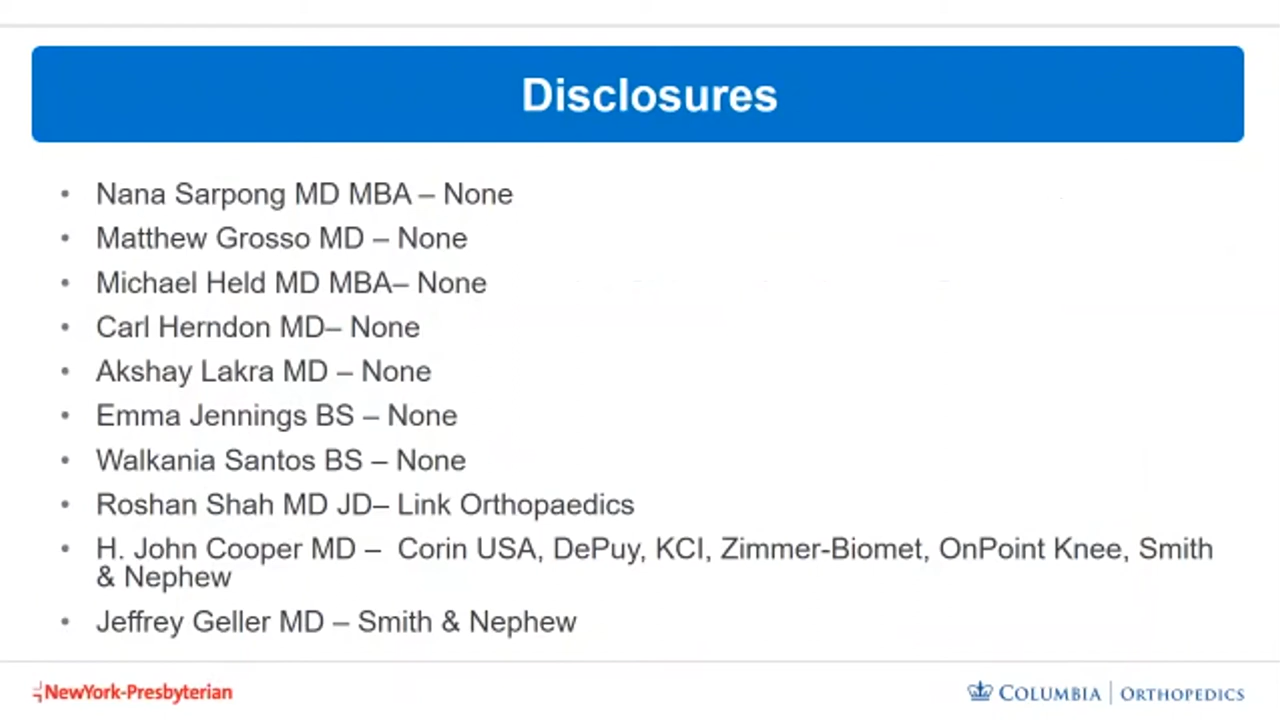 Disclosures
• Nana Sarpong MD MBA – None
• Matthew Grosso MD – None
• Michael Held MD MBA– None
• Carl Herndon MD– None
• Akshay Lakra MD – None
• Emma Jennings BS – None
• Walkania Santos BS – None
• Roshan Shah MD JD– Link Orthopaedics
• H. John Cooper MD –  Corin USA, DePuy, KCI, Zimmer-Biomet, OnPoint Knee, Smith
& Nephew
• Jeffrey Geller MD – Smith & Nephew
NewYork-Presbyterian
COLUMBIA | ORTHOPEDICS